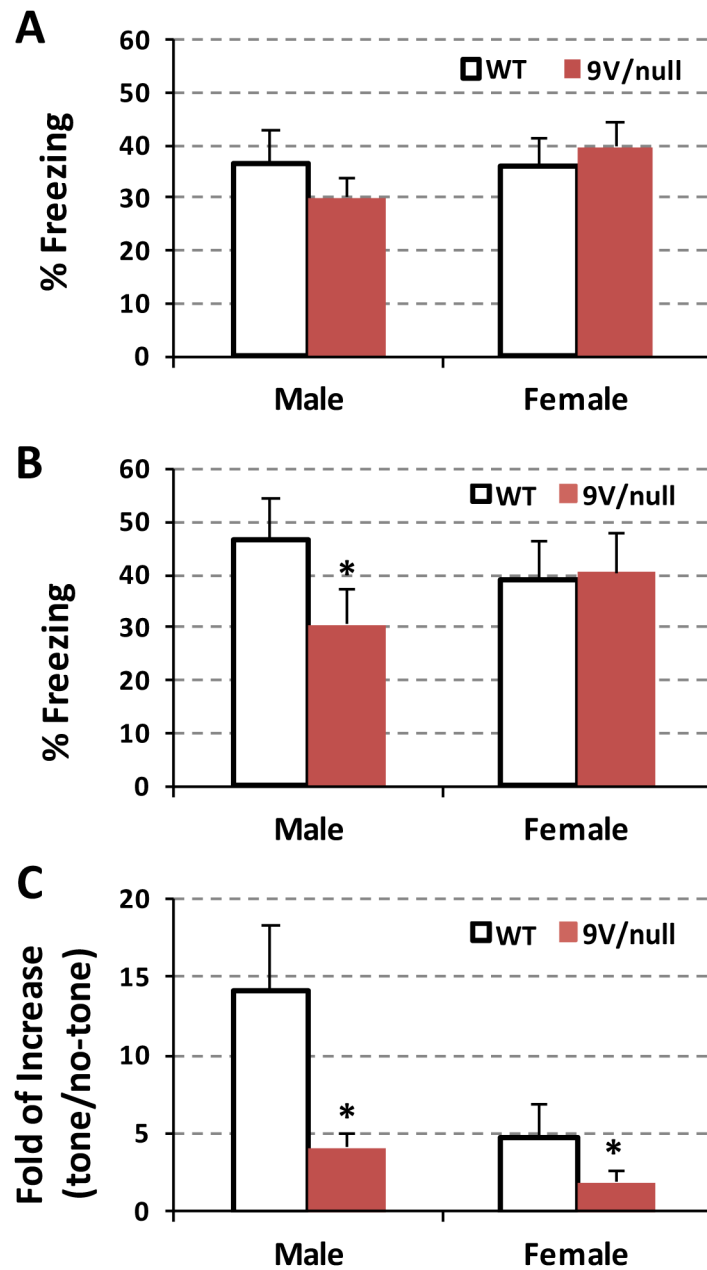 A
60
50
40
30
20
10
0
% Freezing
WT 9V/null
Male Female
B
60
50
40
30
20
10
0
% Freezing
WT 9V/null
*
Male Female
C
20
15
10
5
0
Fold of Increase
(tone/no-tone)
WT 9V/null
*
*
Male Female